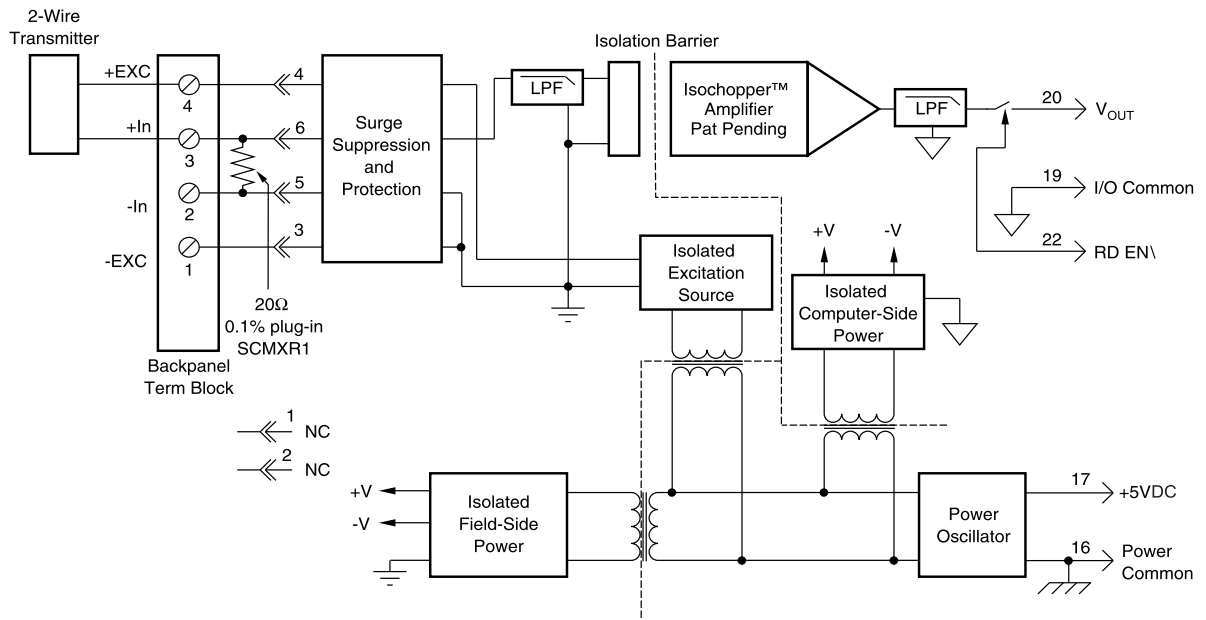 2-Wire
Transmitter
+EXC
4
4
+In
3
6
-In
2
5
-EXC
1
3
20Ω
0.1% plug-in
SCMXR1
Backpanel
Term Block
Surge
Suppression
and
Protection
LPF
Isolation Barrier
Isochopper™
Amplifier
Pat Pending
LPF
20
VOUT
19
I/O Common
22
RD EN\
Isolated
Excitation
Source
+V
-V
Isolated
Computer-Side
Power
1
NC
2
NC
+V
-V
Isolated
Field-Side
Power
Power
Oscillator
17
+5VDC
16
Power
Common